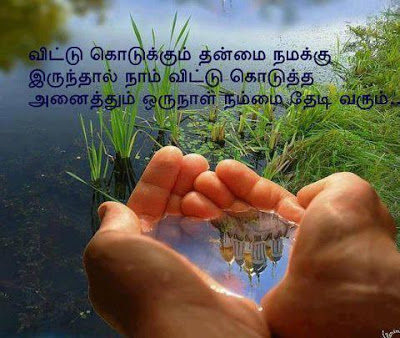 விட்டு கொடுக்கும் தன்மை நமக்கு
இருந்தால் நாம் விட்டு கொடுத்த
அனைத்தும் ஒருநாள் நம்மை தேடி வரும்...